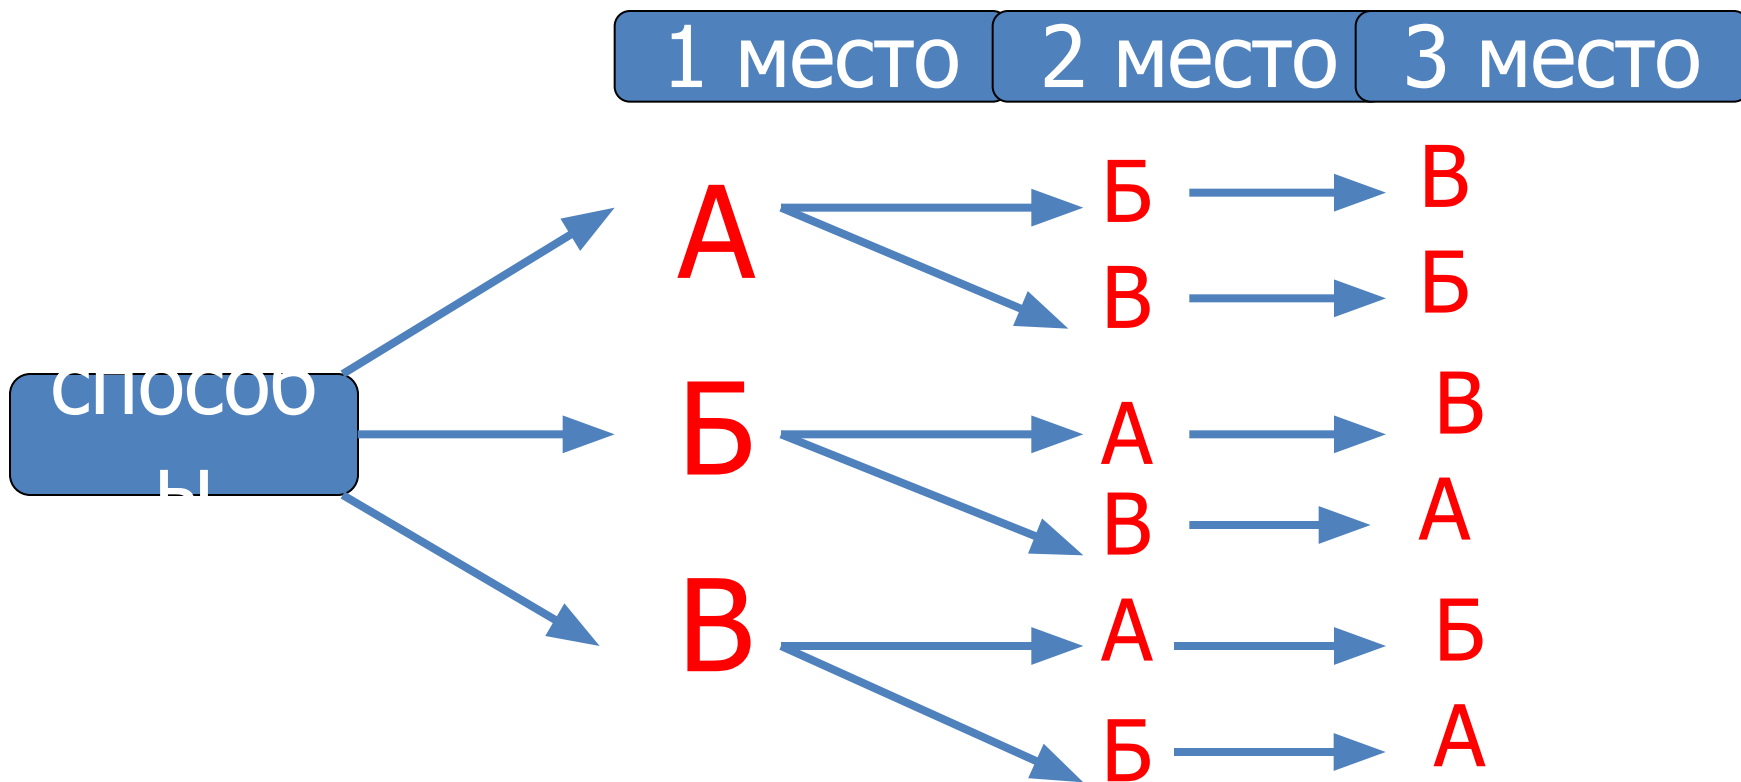 1 место 2 место 3 место
Б В
А
В Б
способ
ы
Б
А В
В А
В
А Б
Б А